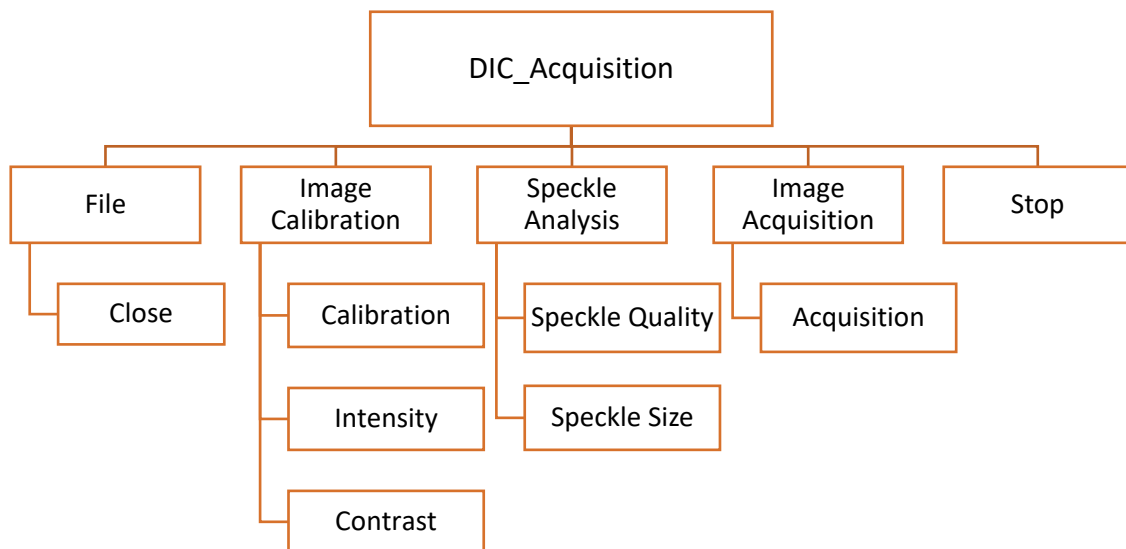 DIC_Acquisition
File
Image
Calibration
Speckle
Analysis
Image
Acquisition
Stop
Close
Calibration
Speckle Quality
Acquisition
Intensity
Speckle Size
Contrast